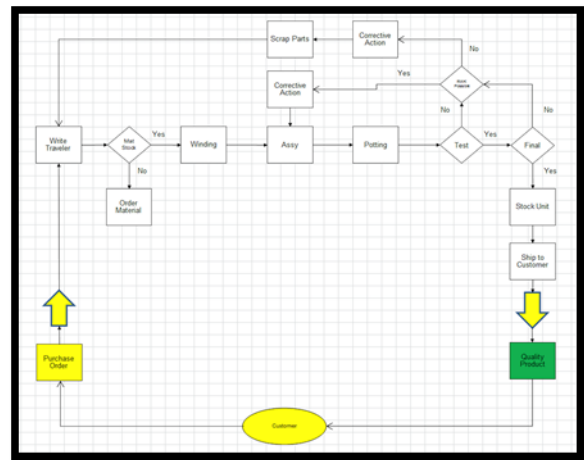 Scrap Parts
Corrective
Action
No
Corrective
Action
Yes
No
No
Write
Traveler
Matl
Stock
Yes
Winding
Assy
Potting
Test
Yes
Final
No
Yes
Order
Material
Stock Unit
Ship to
Customer
Purchase
Order
Quality
Product
Customer